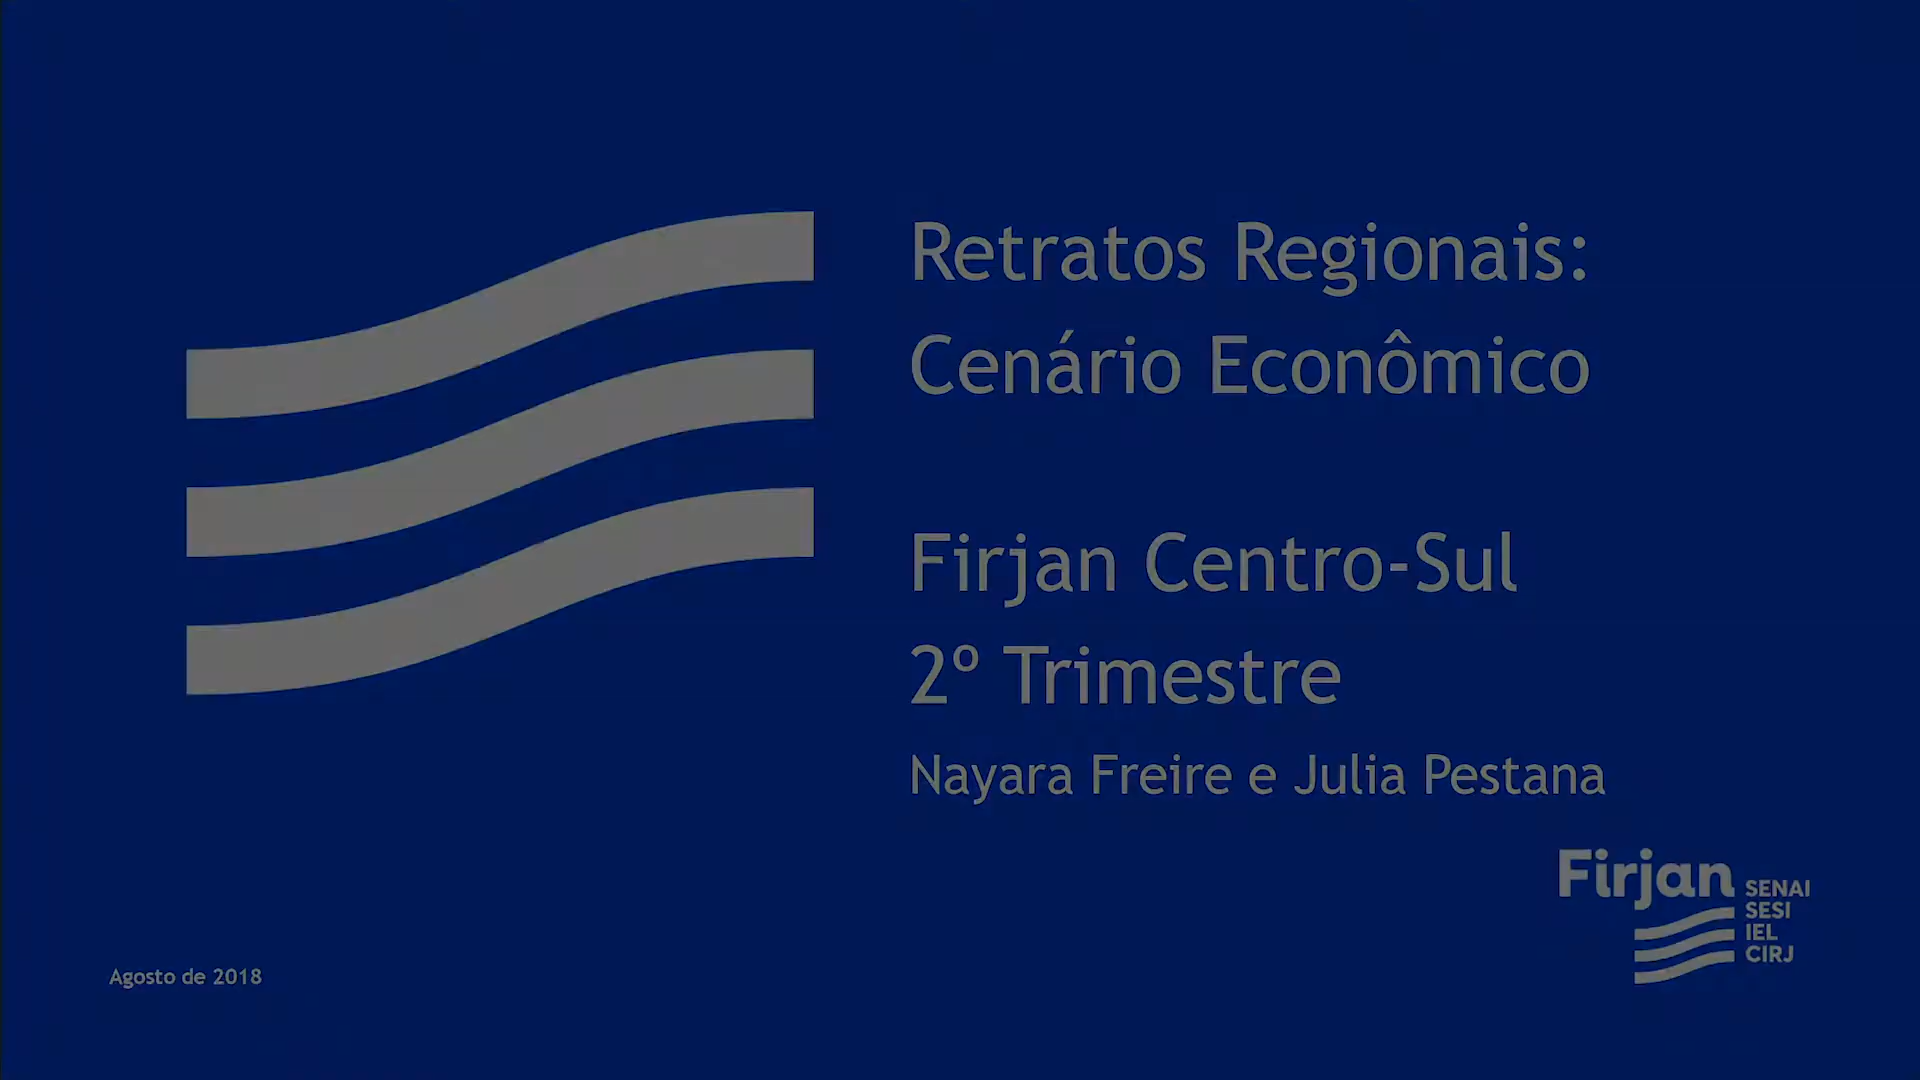 Retratos Regionais:
Cenário Econômico
Firjan Centro-Sul
2º Trimestre
Nayara Freire e Julia Pestana
Firjan
SENAI
SESI
IEL
CIRJ
Agosto de 2018